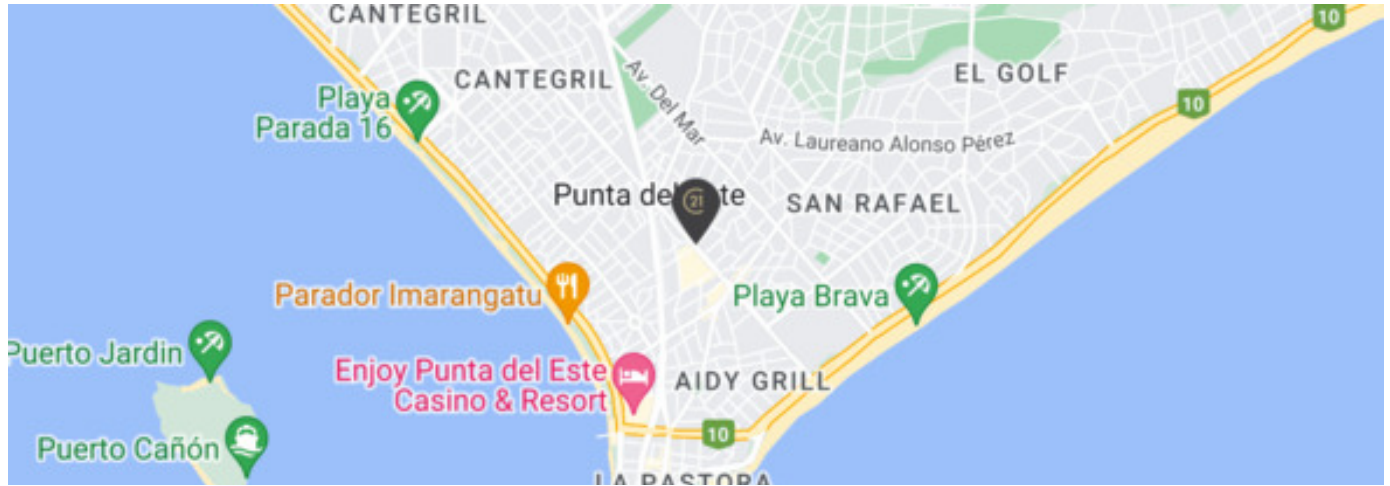 CANTEGRIL
10
CANTEGRIL
Av. Del Mar
EL GOLF
Playa
Parada 16
10
Av. Laureano Alonso Pérez
Punta del
te
21
SAN RAFAEL
Parador Imarangatu
Playa Brava
Puerto Jardin
Enjoy Punta del Este
Casino & Resort
AIDY GRILL
Puerto Cañón
10
LA PASTORA